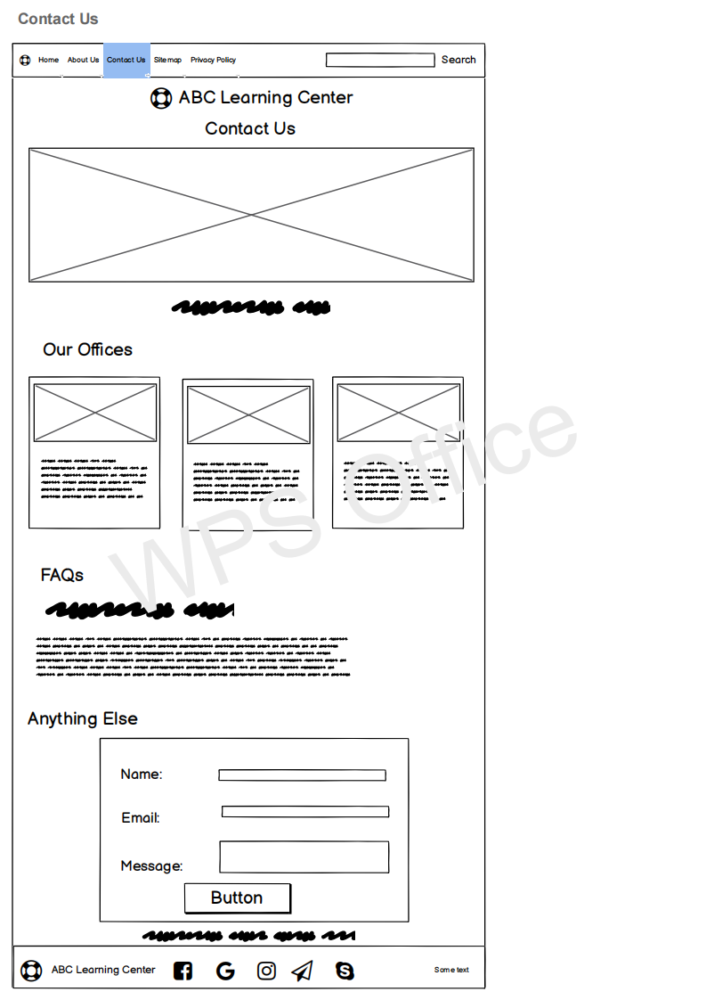 Contact Us
Home About Us Contact Us Sitemap Privacy Policy Search
ABC Learning Center
Contact Us
Our Offices
WPS Office
FAQs
Anything Else
Name:
Email:
Message:
Button
ABC Learning Center Some text